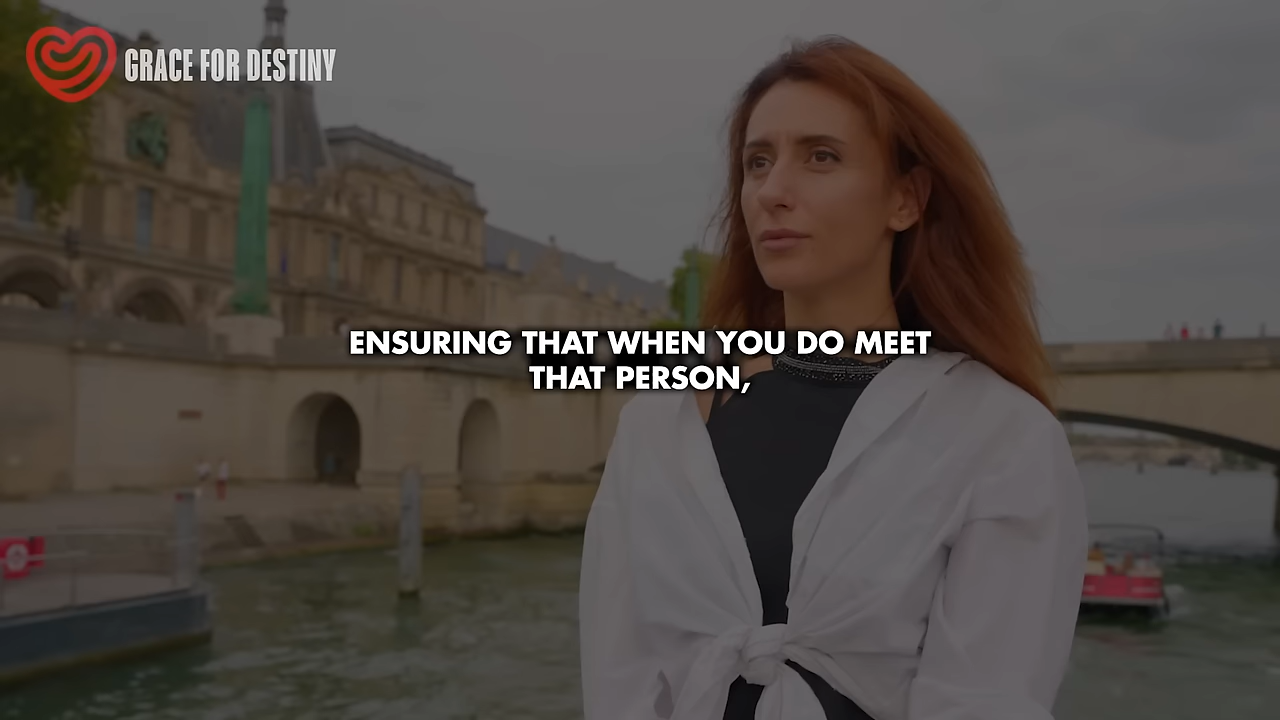 GRACE FOR DESTINY
ENSURING THAT WHEN YOU DO MEET
THAT PERSON,